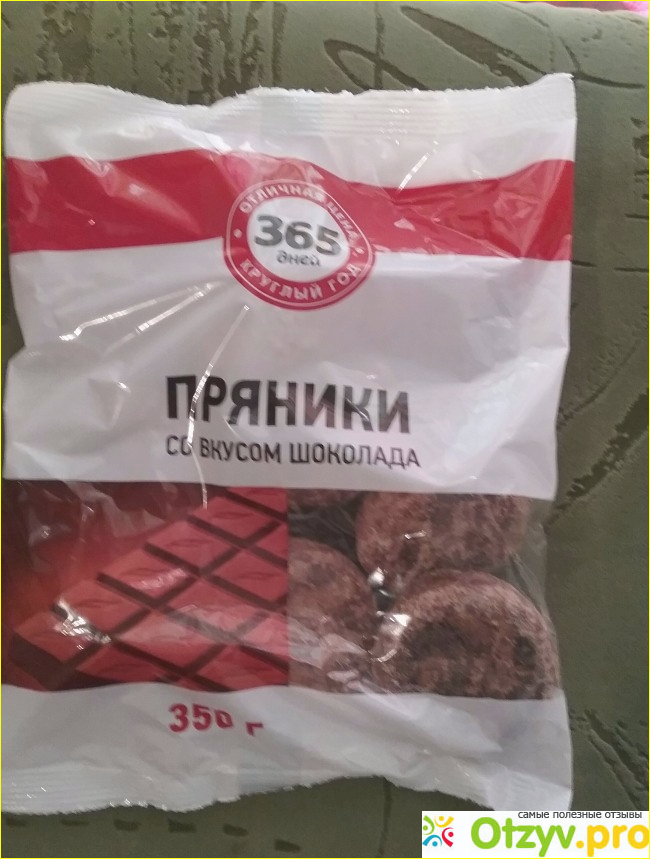 ОТЛИЧНАЯ ЦЕНА
365
дней
КРУГЛЫЙ ГОД
ПРЯНИКИ
СО ВКУСОМ ШОКОЛАДА
350 г
самые полезные отзывы
Otzyv.pro